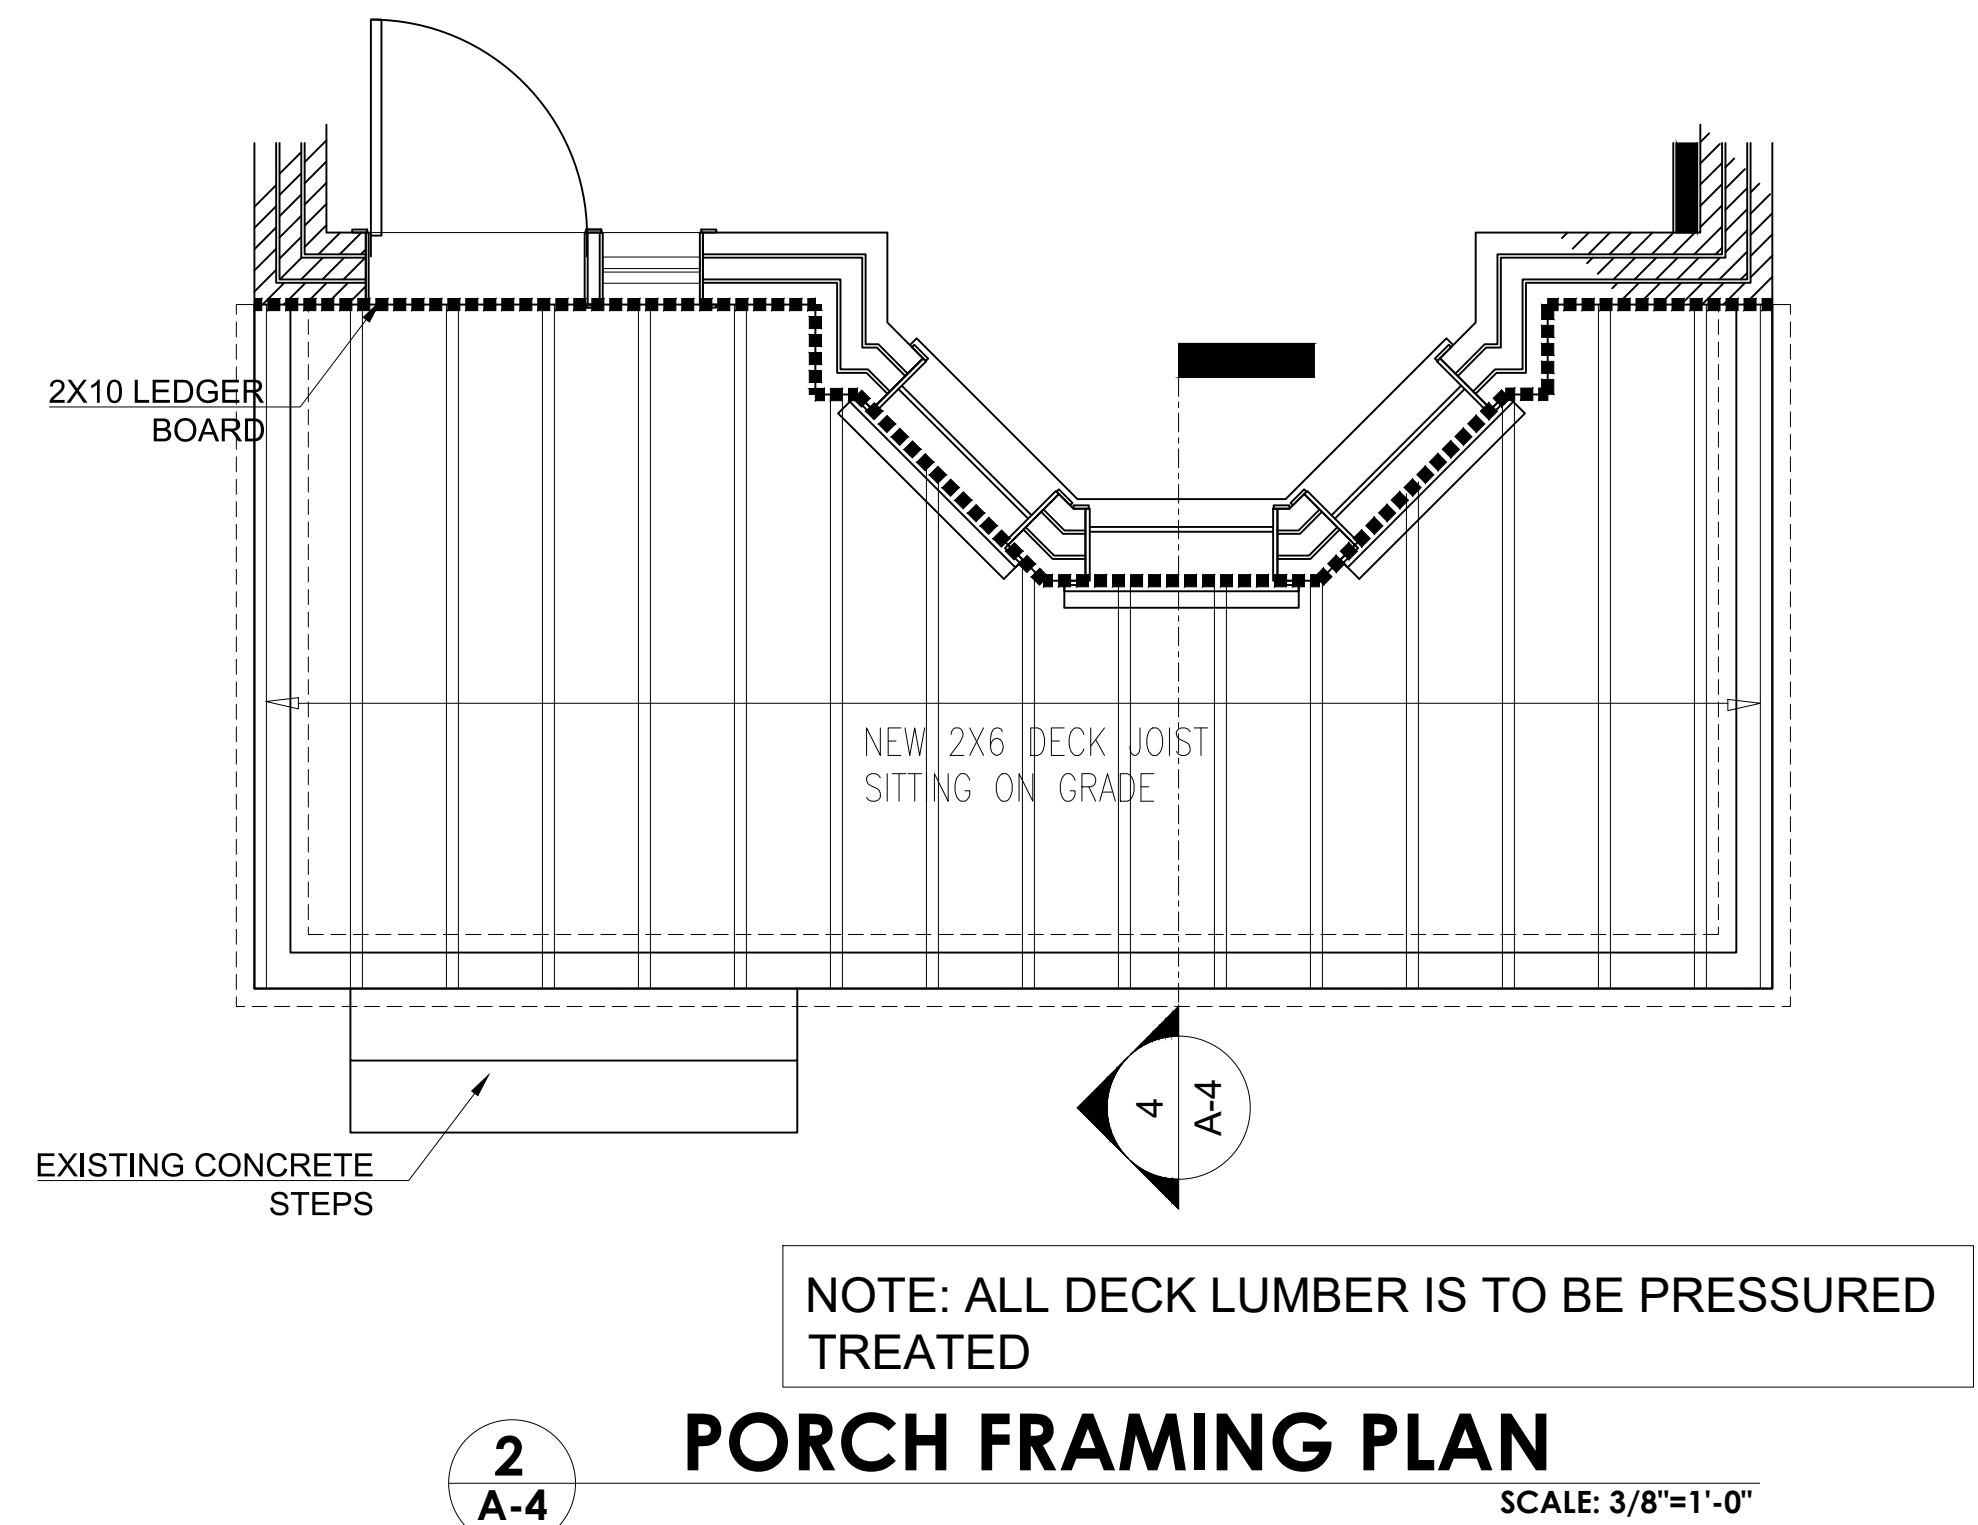 2X10 LEDGER
BOARD
NEW 2X6 DECK JOIST
SITTING ON GRADE
4
A-4
EXISTING CONCRETE
STEPS
NOTE: ALL DECK LUMBER IS TO BE PRESSURED
TREATED
2
A-4
PORCH FRAMING PLAN
SCALE: 3/8"=1'-0"